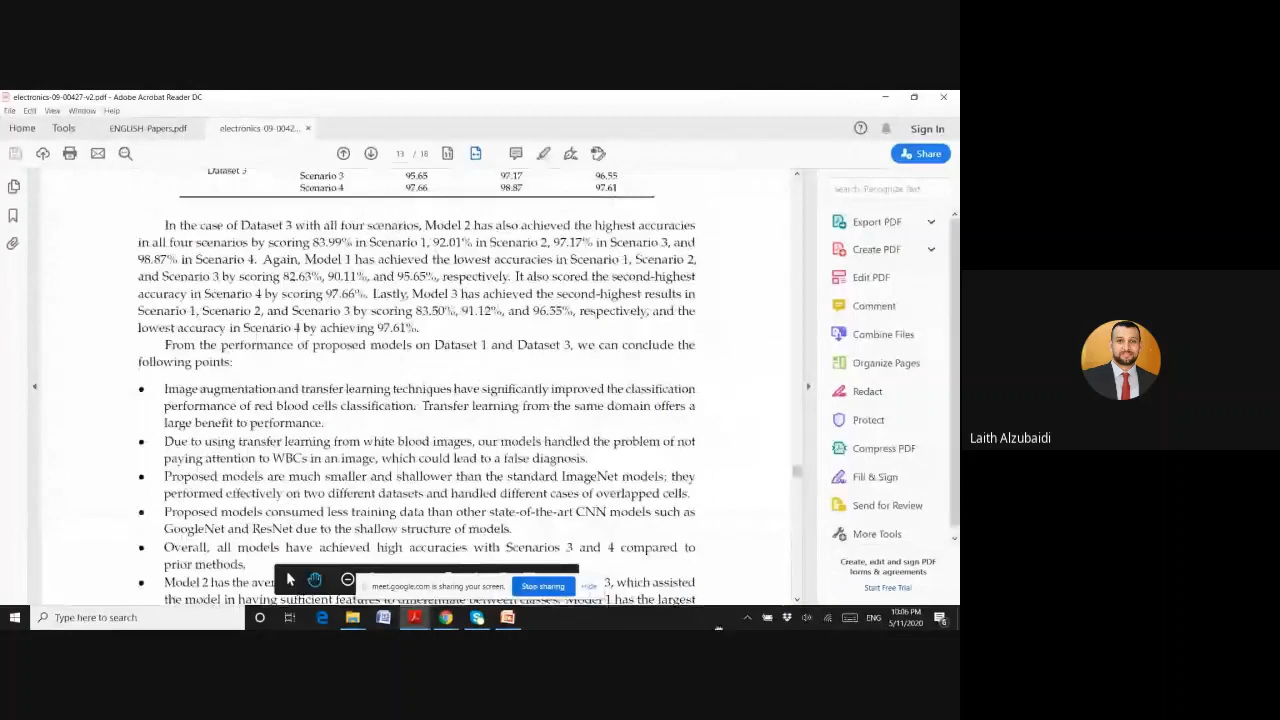 electronics-09-00427-v2.pdf - Adobe Acrobat Reader DC
File Edit View Window Help
Home Tools ENGLISH-Papers.pdf electronics-09-0042... × Sign In
13 / 18 Share
Dataset 3 Scenario 3 95.65 97.17 96.55
Scenario 4 97.66 98.87 97.61
In the case of Dataset 3 with all four scenarios, Model 2 has also achieved the highest accuracies
in all four scenarios by scoring 83.99% in Scenario 1, 92.01% in Scenario 2, 97.17% in Scenario 3, and
98.87% in Scenario 4. Again, Model 1 has achieved the lowest accuracies in Scenario 1, Scenario 2,
and Scenario 3 by scoring 82.63%, 90.11%, and 95.65%, respectively. It also scored the second-highest
accuracy in Scenario 4 by scoring 97.66%. Lastly, Model 3 has achieved the second-highest results in
Scenario 1, Scenario 2, and Scenario 3 by scoring 83.50%, 91.12%, and 96.55%, respectively, and the
lowest accuracy in Scenario 4 by achieving 97.61%.
From the performance of proposed models on Dataset 1 and Dataset 3, we can conclude the
following points:
• Image augmentation and transfer learning techniques have significantly improved the classification
performance of red blood cells classification. Transfer learning from the same domain offers a
large benefit to performance.
• Due to using transfer learning from white blood images, our models handled the problem of not
paying attention to WBCs in an image, which could lead to a false diagnosis.
• Proposed models are much smaller and shallower than the standard ImageNet models; they
performed effectively on two different datasets and handled different cases of overlapped cells.
• Proposed models consumed less training data than other state-of-the-art CNN models such as
GoogleNet and ResNet due to the shallow structure of models.
• Overall, all models have achieved high accuracies with Scenarios 3 and 4 compared to
prior methods.
• Model 2 has the aver 3, which assisted
the model in having sufficient features to differentiate between classes. Model 1 has the largest
meet.google.com is sharing your screen. Stop sharing Hide
Search 'Recognize Text'
Export PDF
Create PDF
Edit PDF
Comment
Combine Files
Organize Pages
Redact
Protect
Compress PDF
Fill & Sign
Send for Review
More Tools
Create, edit and sign PDF
forms & agreements
Start Free Trial
Type here to search
ENG
10:06 PM
5/11/2020
Laith Alzubaidi